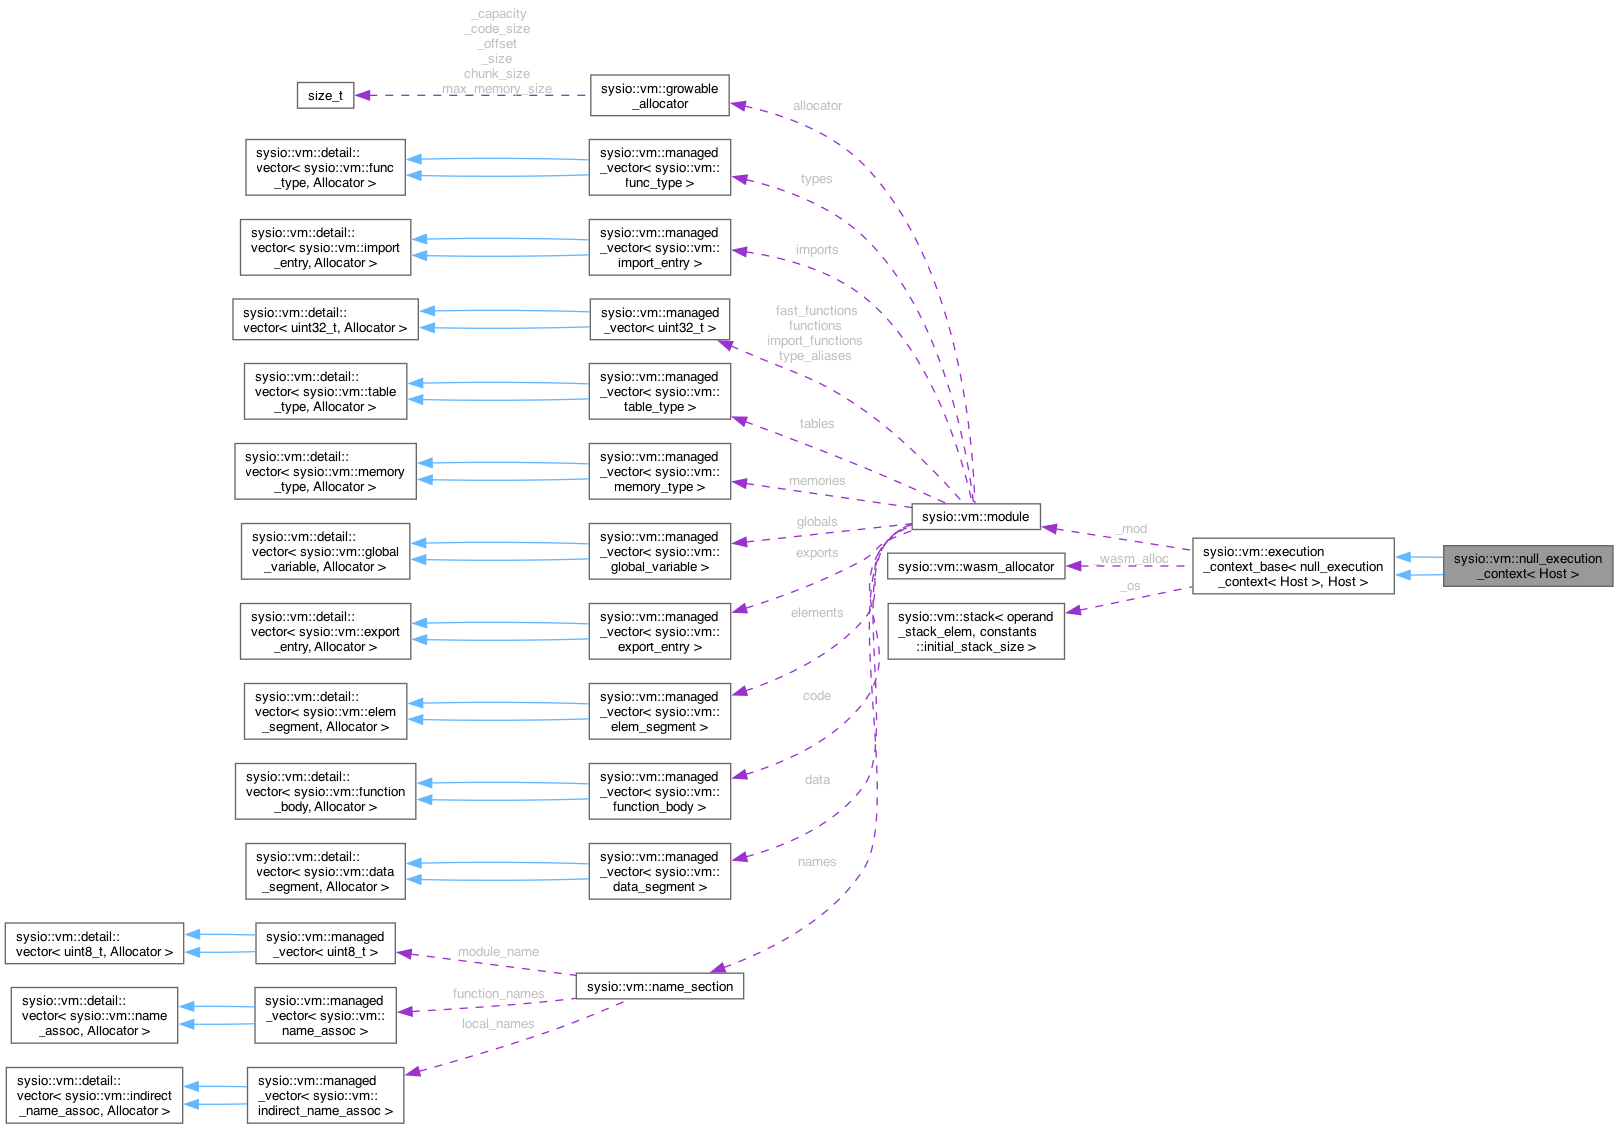 _capacity
_code_size
_offset
_size
chunk_size
max_memory_size
size_t
sysio::vm::growable
_allocator
allocator
sysio::vm::detail::
vector< sysio::vm::func
_type, Allocator >
sysio::vm::managed
_vector< sysio::vm::
func_type >
types
sysio::vm::detail::
vector< sysio::vm::import
_entry, Allocator >
sysio::vm::managed
_vector< sysio::vm::
import_entry >
imports
sysio::vm::detail::
vector< uint32_t, Allocator >
sysio::vm::managed
_vector< uint32_t >
fast_functions
functions
import_functions
type_aliases
sysio::vm::detail::
vector< sysio::vm::table
_type, Allocator >
sysio::vm::managed
_vector< sysio::vm::
table_type >
tables
sysio::vm::detail::
vector< sysio::vm::memory
_type, Allocator >
sysio::vm::managed
_vector< sysio::vm::
memory_type >
memories
sysio::vm::detail::
vector< sysio::vm::global
_variable, Allocator >
sysio::vm::managed
_vector< sysio::vm::
global_variable >
globals
exports
sysio::vm::module
_mod
sysio::vm::wasm_allocator
_wasm_alloc
sysio::vm::execution
_context_base< null_execution
_context< Host >, Host >
sysio::vm::null_execution
_context< Host >
_os
sysio::vm::stack< operand
_stack_elem, constants
::initial_stack_size >
sysio::vm::detail::
vector< sysio::vm::export
_entry, Allocator >
sysio::vm::managed
_vector< sysio::vm::
export_entry >
elements
sysio::vm::detail::
vector< sysio::vm::elem
_segment, Allocator >
sysio::vm::managed
_vector< sysio::vm::
elem_segment >
code
sysio::vm::detail::
vector< sysio::vm::function
_body, Allocator >
sysio::vm::managed
_vector< sysio::vm::
function_body >
data
sysio::vm::detail::
vector< sysio::vm::data
_segment, Allocator >
sysio::vm::managed
_vector< sysio::vm::
data_segment >
names
sysio::vm::detail::
vector< uint8_t, Allocator >
sysio::vm::managed
_vector< uint8_t >
module_name
sysio::vm::name_section
sysio::vm::detail::
vector< sysio::vm::name
_assoc, Allocator >
sysio::vm::managed
_vector< sysio::vm::
name_assoc >
function_names
local_names
sysio::vm::detail::
vector< sysio::vm::indirect
_name_assoc, Allocator >
sysio::vm::managed
_vector< sysio::vm::
indirect_name_assoc >